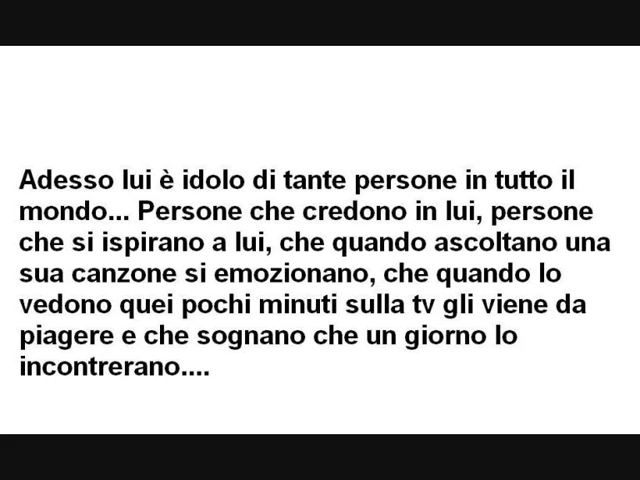 Adesso lui è idolo di tante persone in tutto il
mondo... Persone che credono in lui, persone
che si ispirano a lui, che quando ascoltano una
sua canzone si emozionano, che quando lo
vedono quei pochi minuti sulla tv gli viene da
piagere e che sognano che un giorno lo
incontrerano....